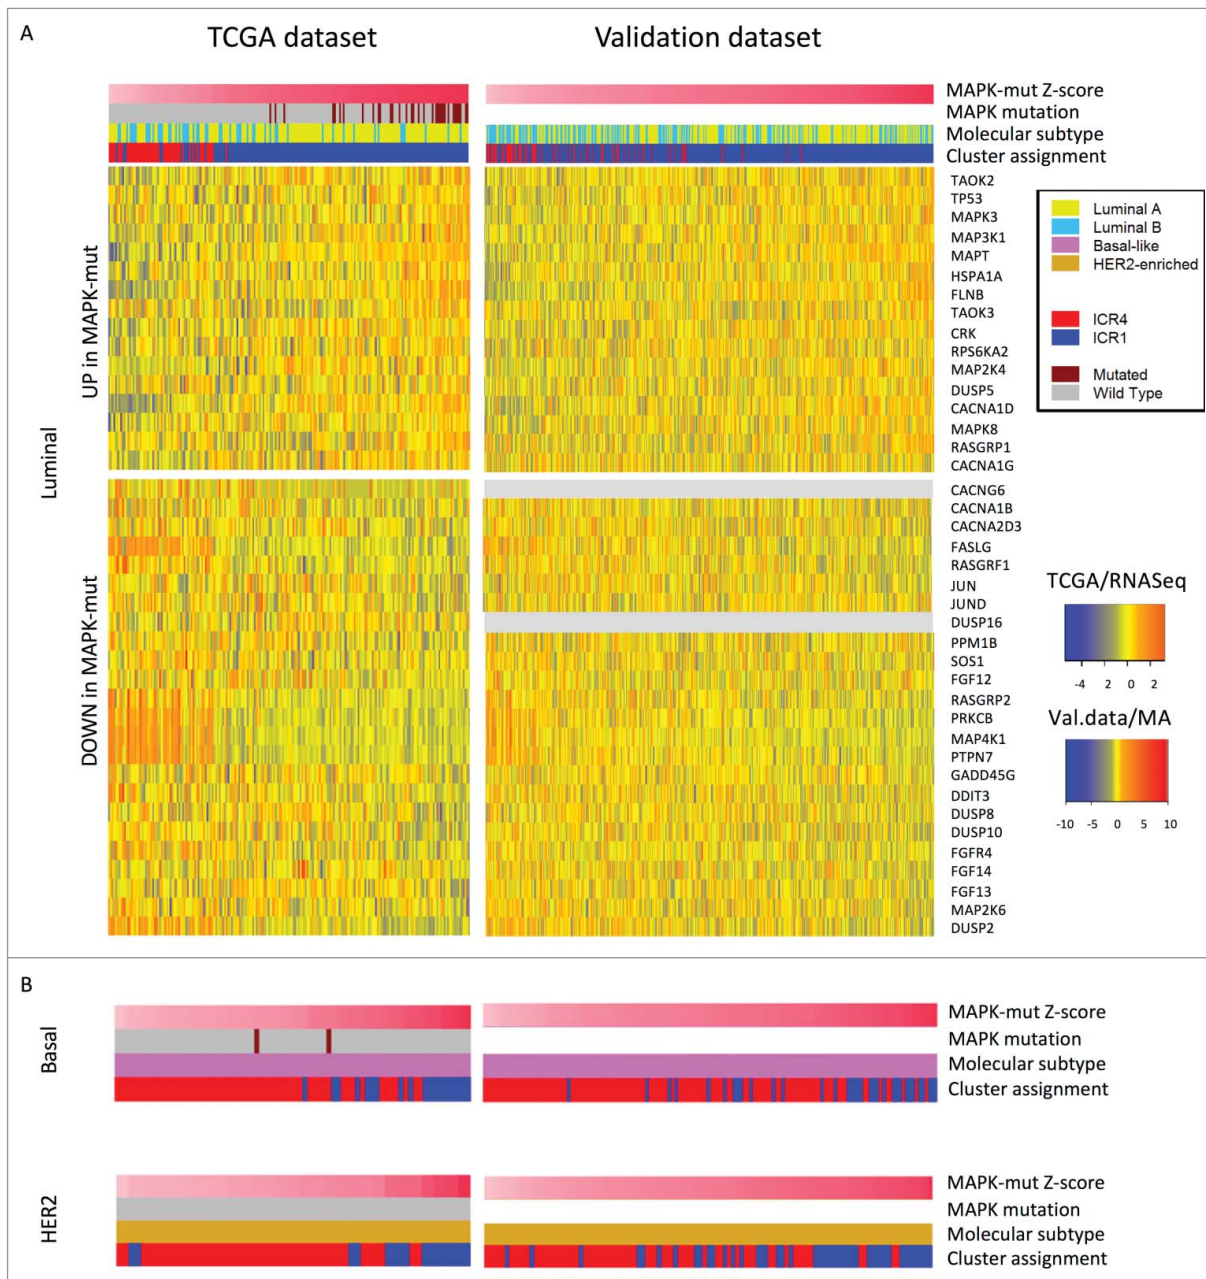 A
TCGA dataset
Validation dataset
MAPK-mut Z-score
MAPK mutation
Molecular subtype
Cluster assignment
Luminal
UP in MAPK-mut
TAOK2
TP53
MAPK3
MAP3K1
MAPT
HSPA1A
FLNB
TAOK3
CRK
RPS6KA2
MAP2K4
DUSP5
CACNA1D
MAPK8
RASGRP1
CACNA1G
DOWN in MAPK-mut
CACNG6
CACNA1B
CACNA2D3
FASLG
RASGRF1
JUN
JUND
DUSP16
PPM1B
SOS1
FGF12
RASGRP2
PRKCB
MAP4K1
PTPN7
GADD45G
DDIT3
DUSP8
DUSP10
FGFR4
FGF14
FGF13
MAP2K6
DUSP2
Luminal A
Luminal B
Basal-like
HER2-enriched
ICR4
ICR1
Mutated
Wild Type
TCGA/RNASeq
-4 2 0 2
Val.data/MA
-10 -5 0 5 10
B
Basal
MAPK-mut Z-score
MAPK mutation
Molecular subtype
Cluster assignment
HER2
MAPK-mut Z-score
MAPK mutation
Molecular subtype
Cluster assignment